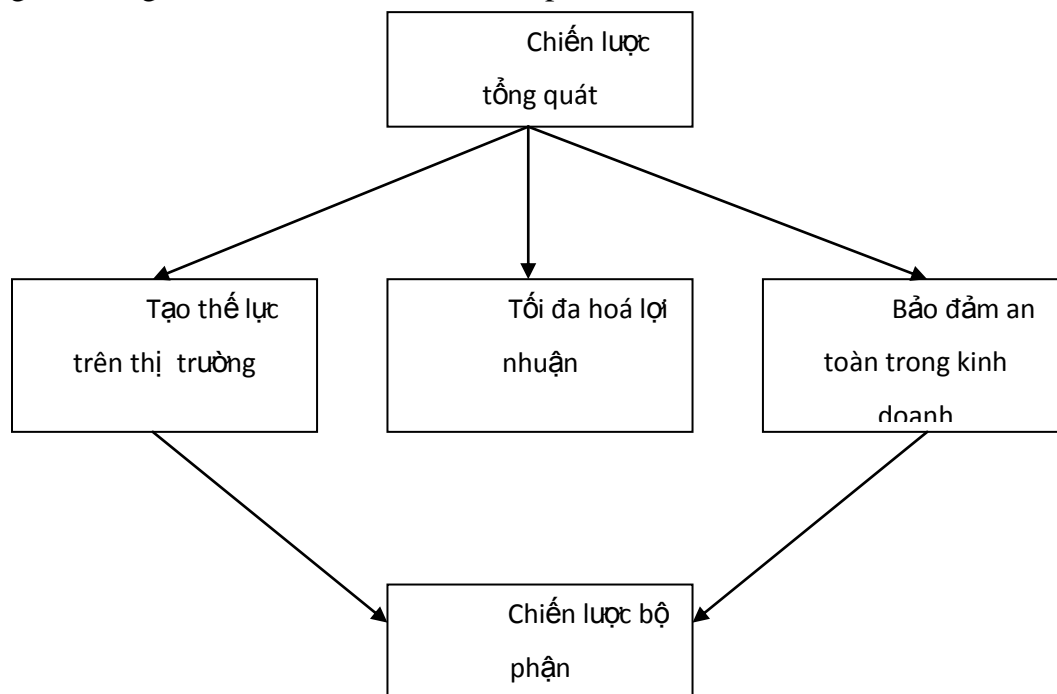 Chiến lược
tổng quát
Tạo thế lực
trên thị trường
Tối đa hoá lợi
nhuận
Bảo đảm an
toàn trong kinh
doanh
Chiến lược bộ
phận